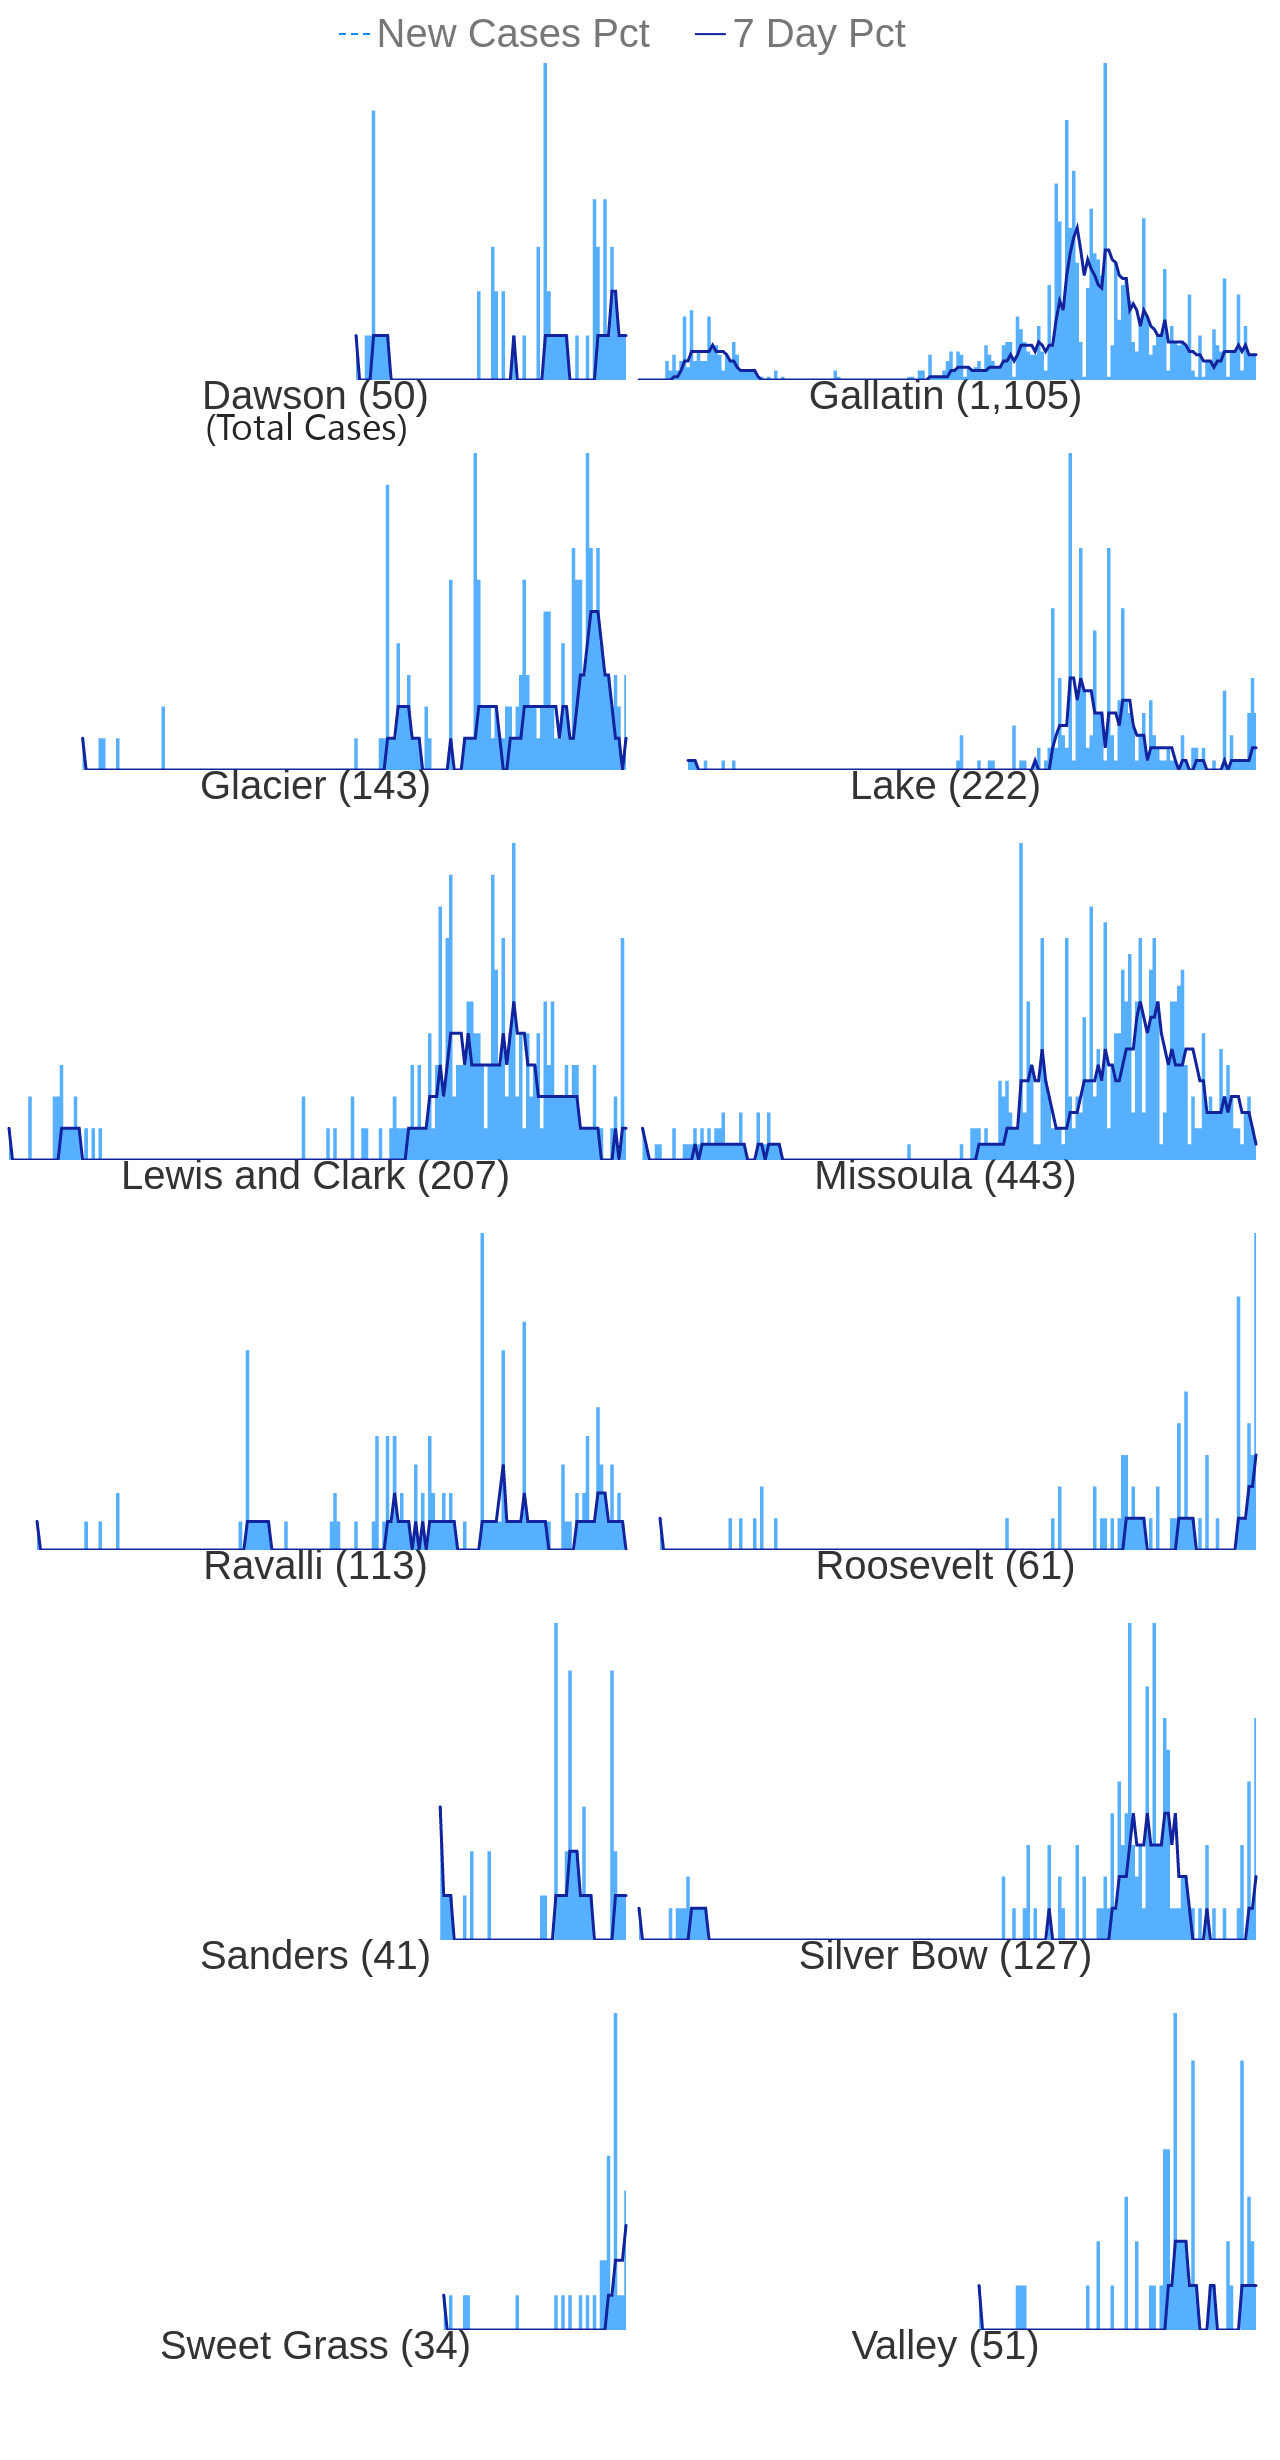 New Cases Pct 7 Day Pct
Dawson (50) Gallatin (1,105)
(Total Cases)
Glacier (143) Lake (222)
Lewis and Clark (207) Missoula (443)
Ravalli (113) Roosevelt (61)
Sanders (41) Silver Bow (127)
Sweet Grass (34) Valley (51)